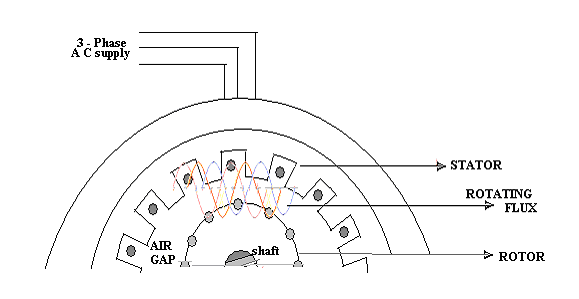 3 - Phase
A C supply
STATOR
ROTATING
FLUX
AIR
GAP
shaft
ROTOR